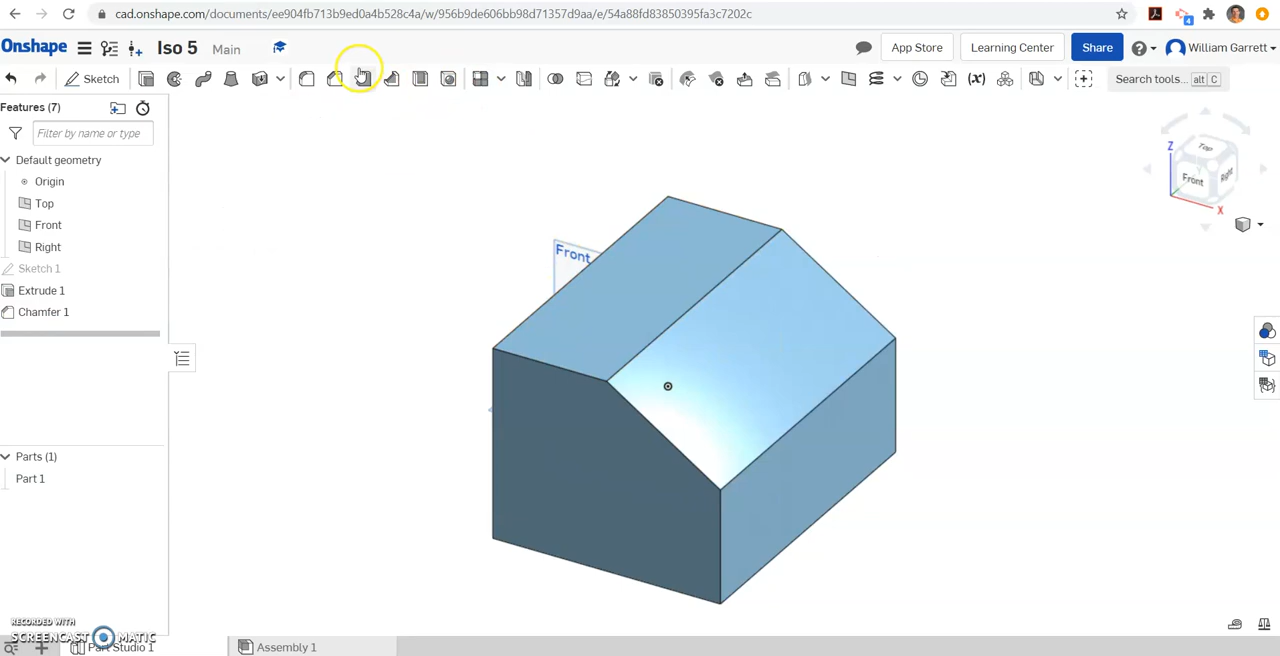 cad.onshape.com/documents/ee904fb713b9ed0a4b528c4a/w/956b9de606bb98d71357d9aa/e/54a88fd83850395fa3c7202c
4
Onshape Iso 5 Main App Store Learning Center Share William Garrett
Sketch (x) Search tools... alt C
Features (7)
Filter by name or type
Default geometry
Origin
Top
Front
Right
Sketch 1
Extrude 1
Chamfer 1
Parts (1)
Part 1
Front
Z
Top
Front
Right
X
RECORDED WITH
SCREENCAST MATIC
Part Studio 1
Assembly 1